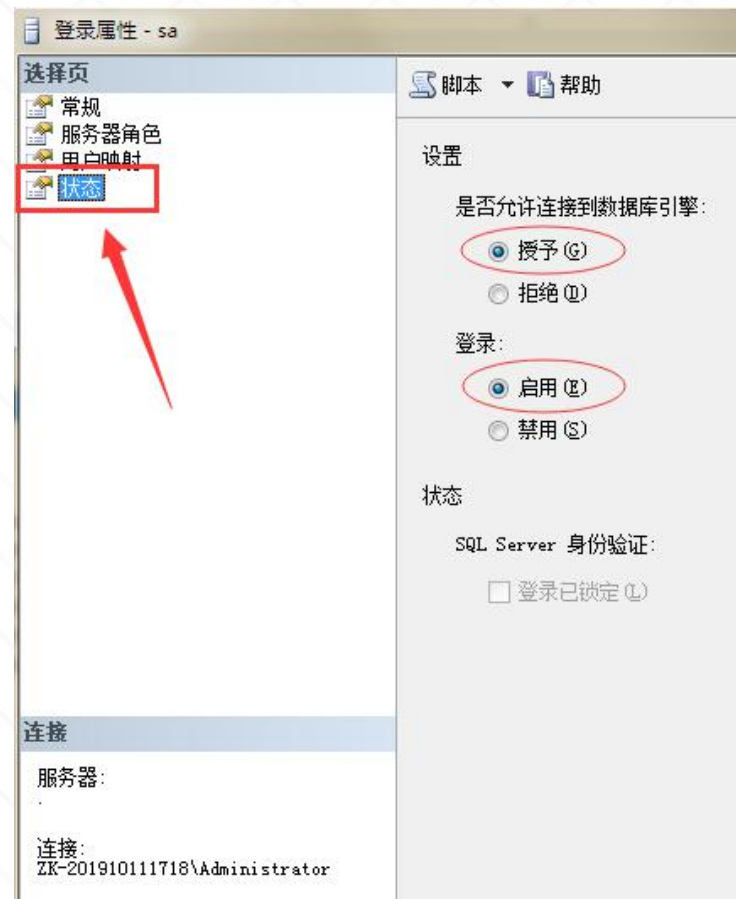 登录属性 - sa
选择页
常规
服务器角色
用户映射
状态
脚本 帮助
设置
是否允许连接到数据库引擎:
授予(G)
拒绝(D)
登录:
启用(E)
禁用(S)
状态
SQL Server 身份验证:
登录已锁定(L)
连接
服务器:
.
连接:
ZK-201910111718\Administrator